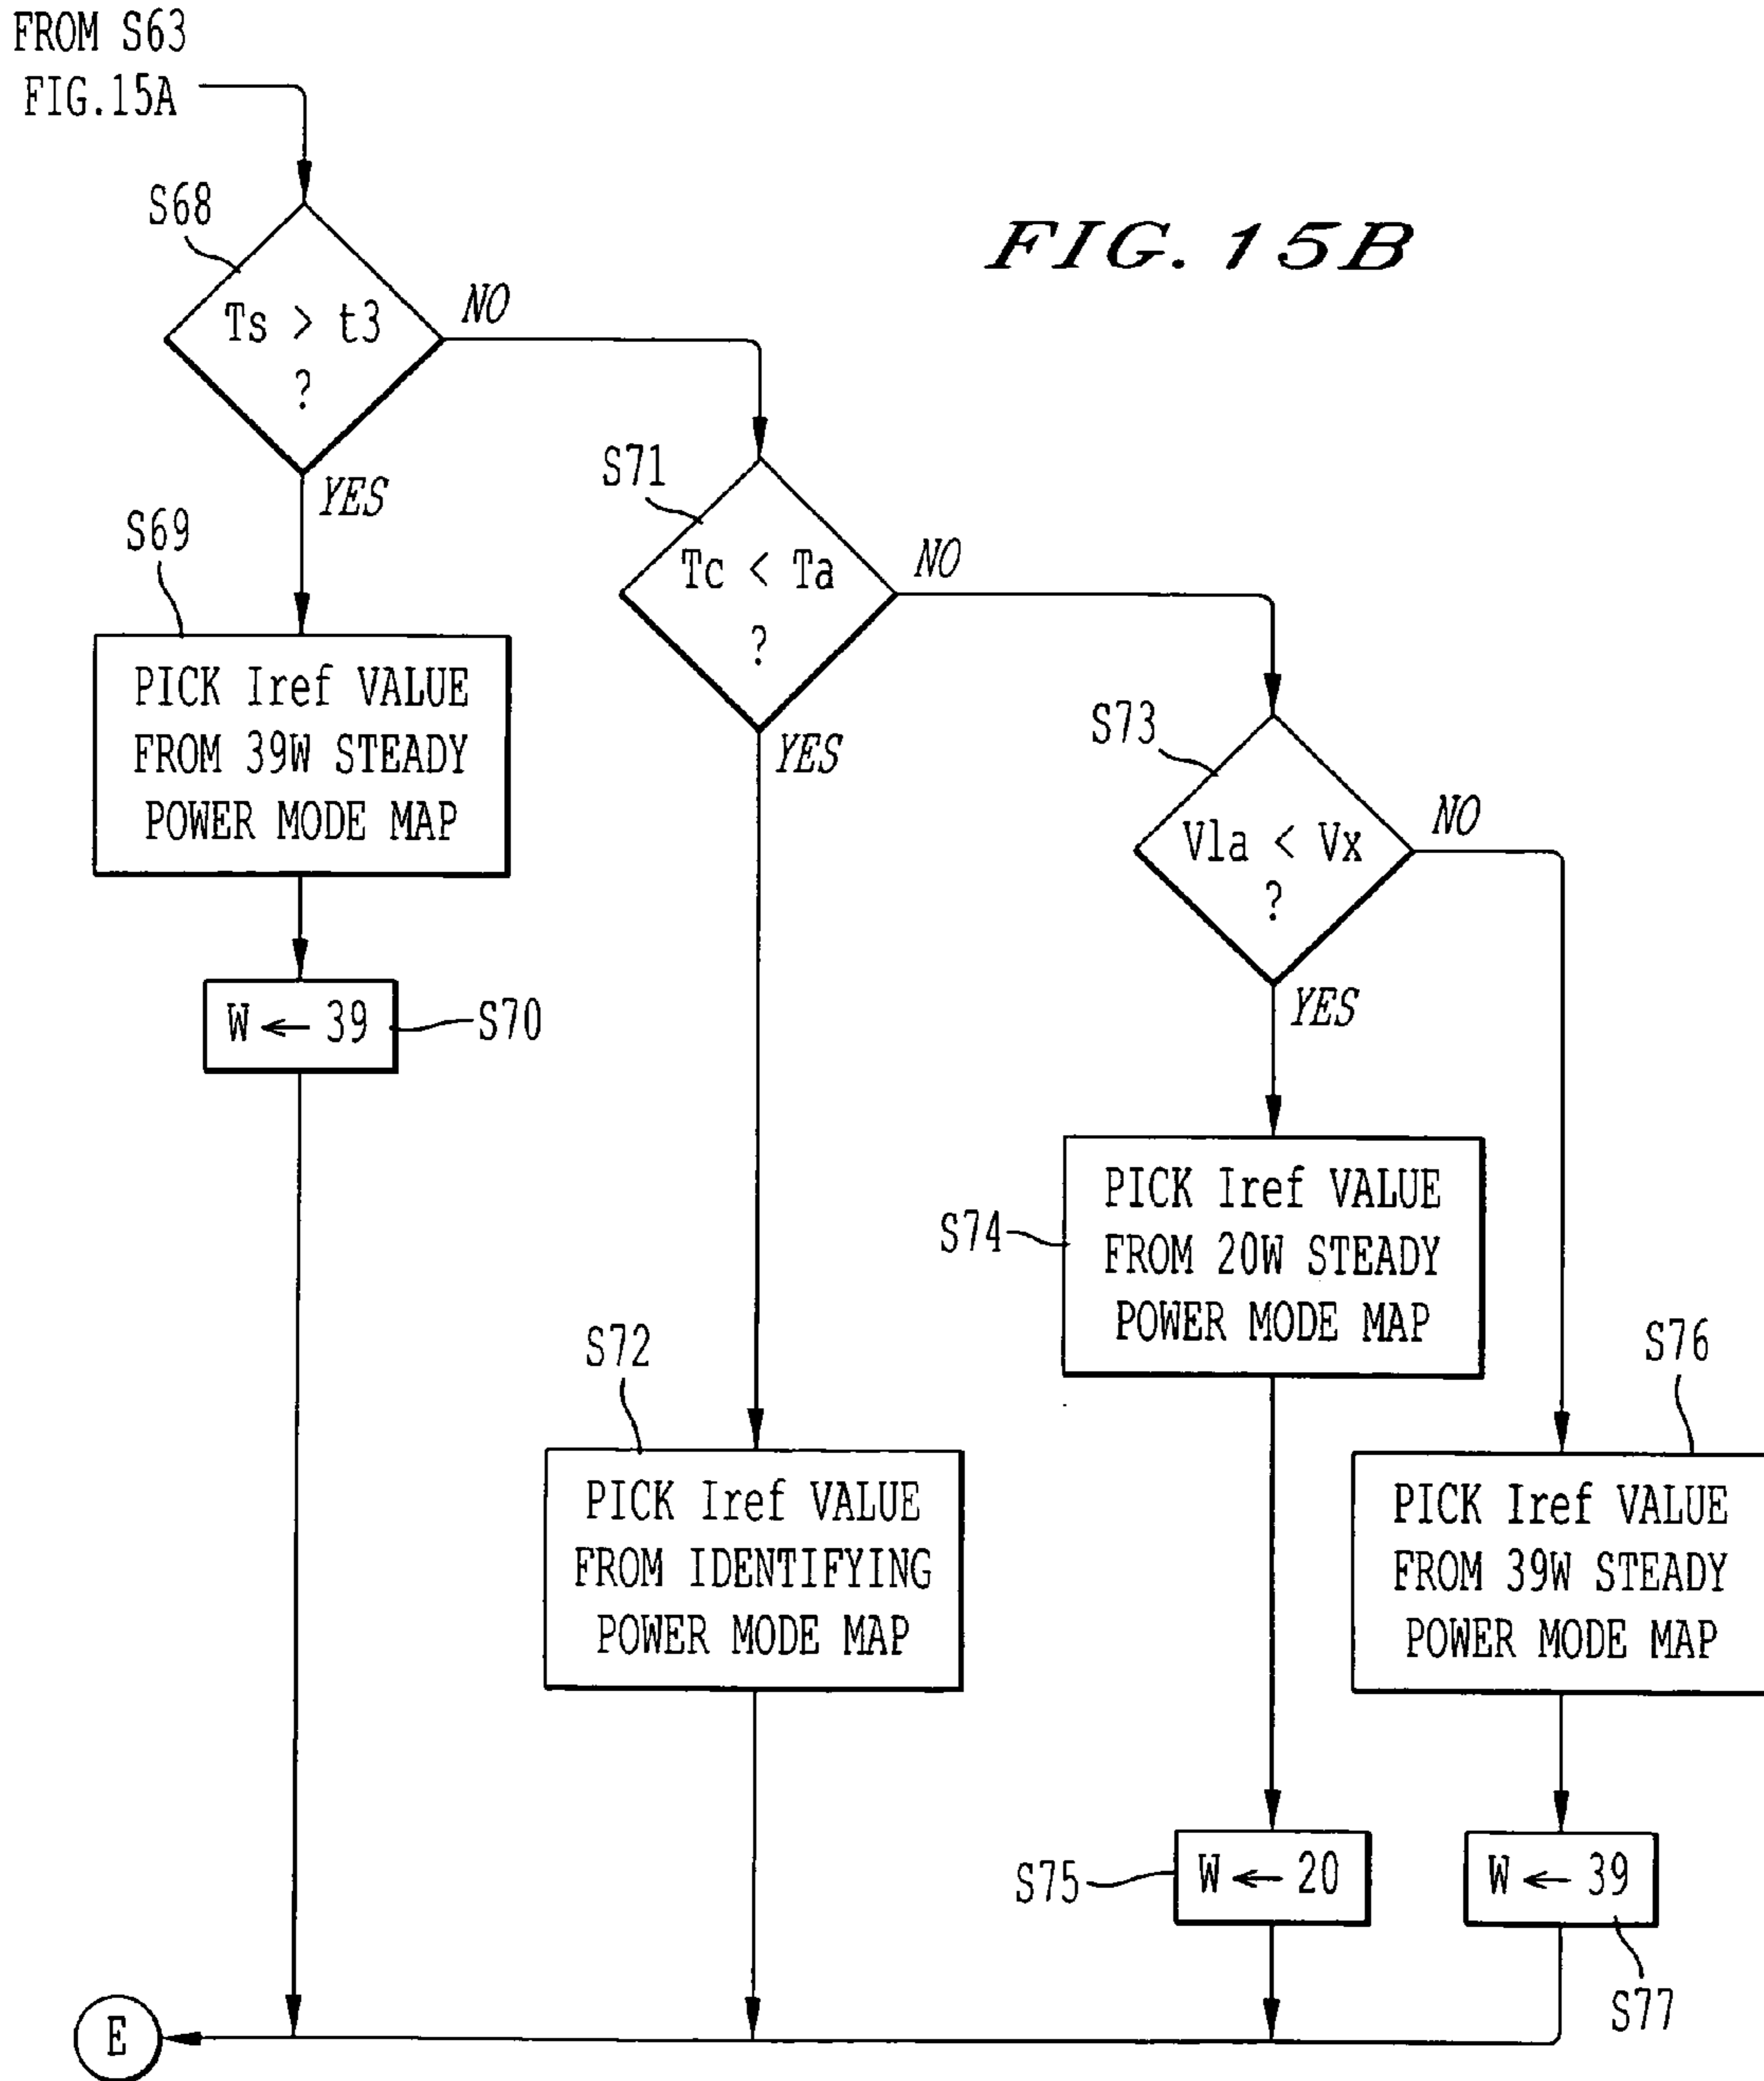 FROM S63
FIG.15A
FIG. 15B
S68
Ts > t3
?
NO
YES
S69
PICK Iref VALUE
FROM 39W STEADY
POWER MODE MAP
W ← 39
S70
S71
Tc < Ta
?
NO
YES
S72
PICK Iref VALUE
FROM IDENTIFYING
POWER MODE MAP
S73
Vla < Vx
?
NO
YES
S74
PICK Iref VALUE
FROM 20W STEADY
POWER MODE MAP
S75
W ← 20
S76
PICK Iref VALUE
FROM 39W STEADY
POWER MODE MAP
W ← 39
S77
E